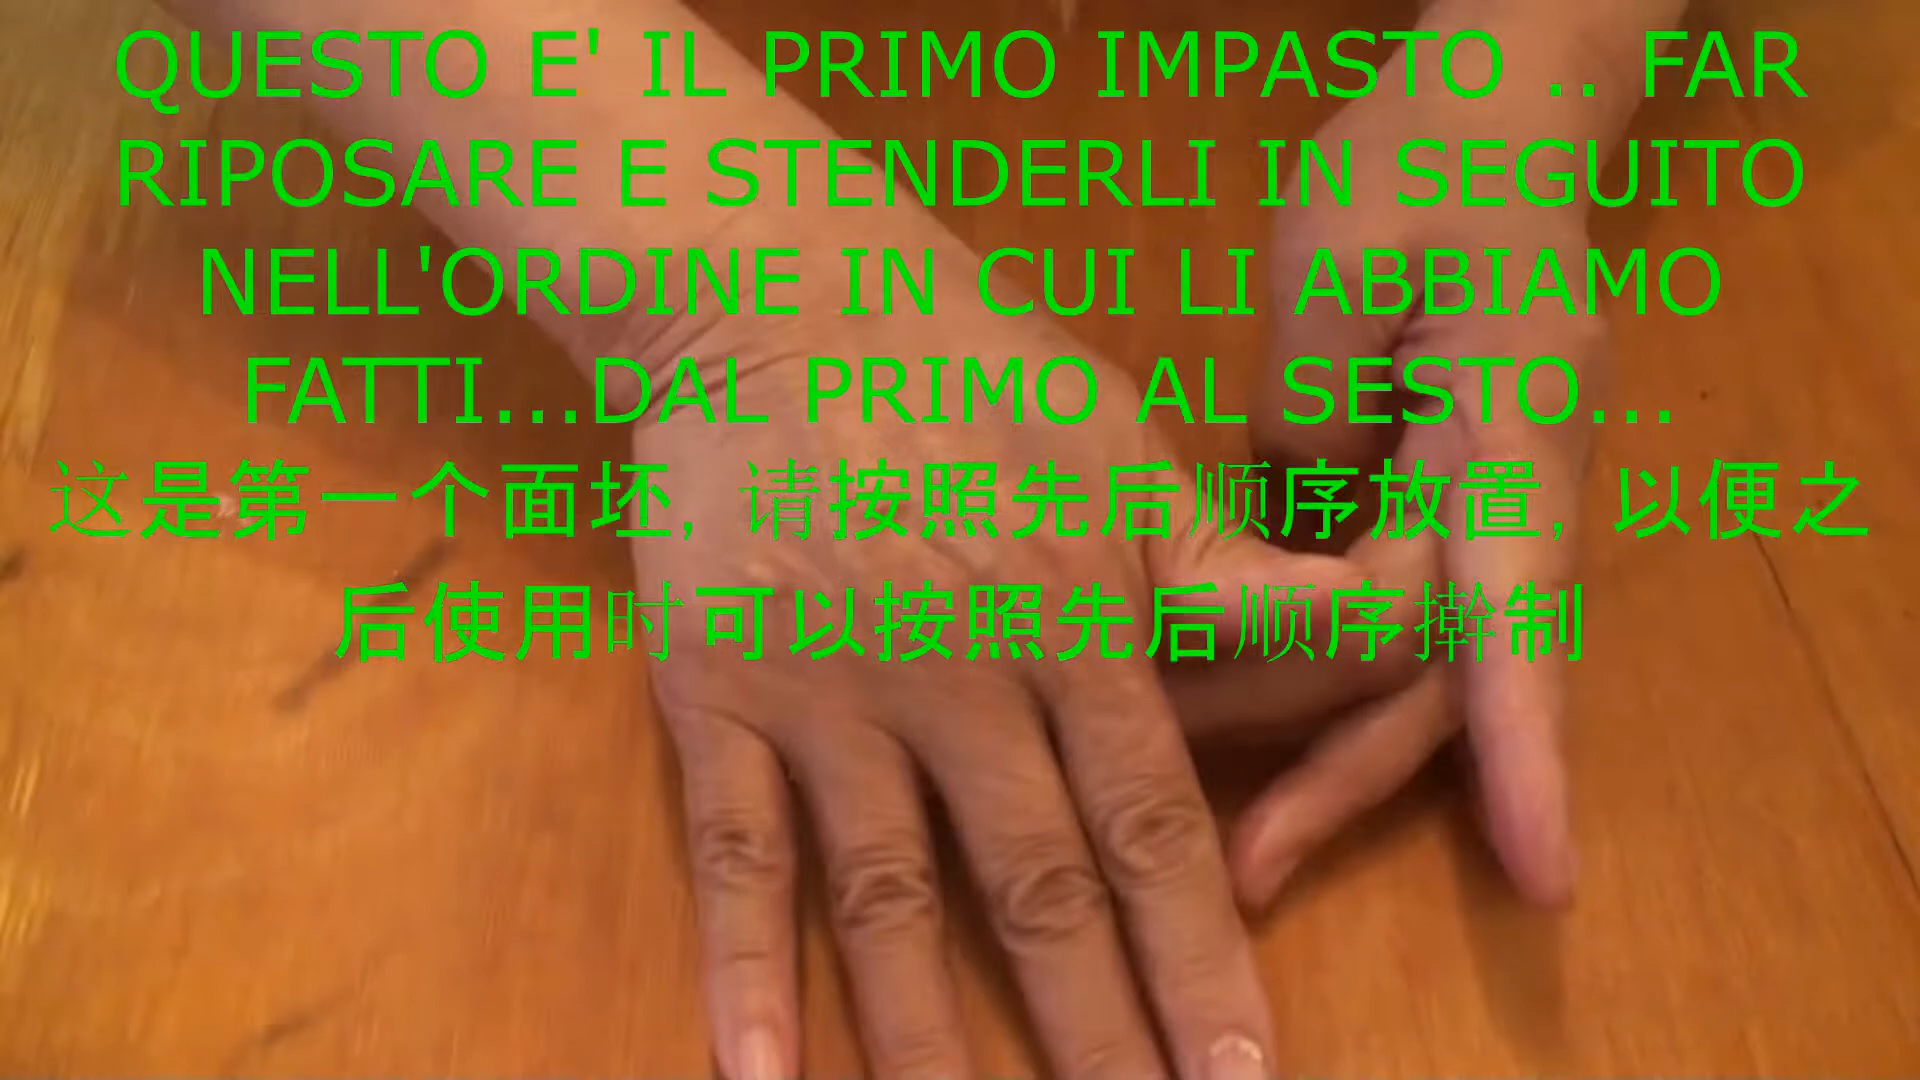 QUESTO E' IL PRIMO IMPASTO .. FAR
RIPOSARE E STENDERLI IN SEGUITO
NELL'ORDINE IN CUI LI ABBIAMO
FATTI...DAL PRIMO AL SESTO...
这是第一个面坯, 请按照先后顺序放置, 以便之
后使用时可以按照先后顺序擀制